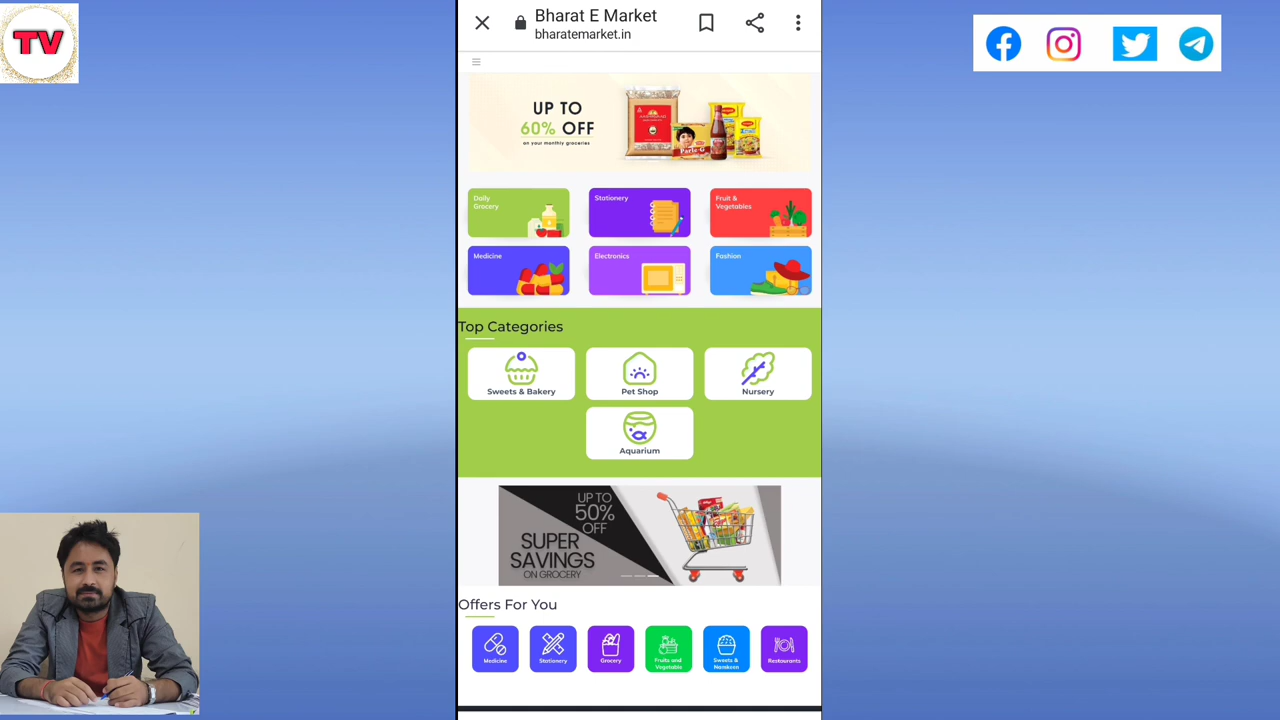 TV
Bharat E Market
bharatemarket.in
UP TO
60% OFF
on your monthly groceries
Parle-G
Daily
Grocery
Stationery
Fruit &
Vegetables
Medicine
Electronics
Fashion
Top Categories
Sweets & Bakery
Pet Shop
Nursery
Aquarium
UP TO
50%
OFF
SUPER
SAVINGS
ON GROCERY
Offers For You
Medicine
Stationery
Grocery
Fruits and
Vegetable
Sweets &
Namkeen
Restaurants